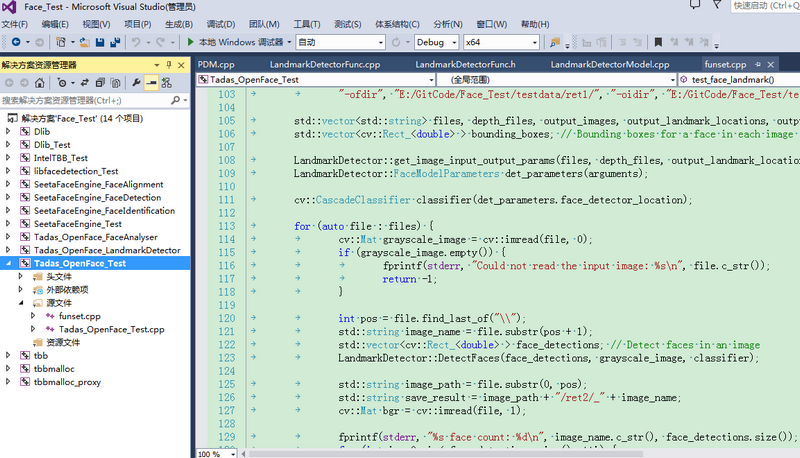 Face_Test - Microsoft Visual Studio(管理员)
快速启动 (Ctrl+
文件(F) 编辑(E) 视图(V) 项目(P) 生成(B) 调试(D) 团队(M) 工具(T) 测试(S) 体系结构(C) 分析(N) 窗口(W) 帮助(H)
本地 Windows 调试器 自动 Debug x64
解决方案资源管理器
搜索解决方案资源管理器(Ctrl+;)
解决方案'Face_Test' (14 个项目)
Dlib
Dlib_Test
IntelTBB_Test
libfacedetection_Test
SeetaFaceEngine_FaceAlignment
SeetaFaceEngine_FaceDetection
SeetaFaceEngine_FaceIdentification
SeetaFaceEngine_Test
Tadas_OpenFace_FaceAnalyser
Tadas_OpenFace_LandmarkDetector
Tadas_OpenFace_Test
头文件
外部依赖项
源文件
funset.cpp
Tadas_OpenFace_Test.cpp
资源文件
tbb
tbbmalloc
tbbmalloc_proxy
PDM.cpp LandmarkDetectorFunc.cpp LandmarkDetectorFunc.h LandmarkDetectorModel.cpp funset.cpp
Tadas_OpenFace_Test (全局范围) test_face_landmark()
103 "-ofdir", "E:/GitCode/Face_Test/testdata/ret1/", "-oidir", "E:/GitCode/Face_Test/te
104
105 std::vector<std::string> files, depth_files, output_images, output_landmark_locations, output
106 std::vector<cv::Rect_<double> > bounding_boxes; // Bounding boxes for a face in each image
107
108 LandmarkDetector::get_image_input_output_params(files, depth_files, output_landmark_location
109 LandmarkDetector::FaceModelParameters det_parameters(arguments);
110
111 cv::CascadeClassifier classifier(det_parameters.face_detector_location);
112
113 for (auto file : files) {
114 cv::Mat grayscale_image = cv::imread(file, 0);
115 if (grayscale_image.empty()) {
116 fprintf(stderr, "Could not read the input image: %s\n", file.c_str());
117 return -1;
118 }
119
120 int pos = file.find_last_of("\\");
121 std::string image_name = file.substr(pos + 1);
122 std::vector<cv::Rect_<double> > face_detections; // Detect faces in an image
123 LandmarkDetector::DetectFaces(face_detections, grayscale_image, classifier);
124
125 std::string image_path = file.substr(0, pos);
126 std::string save_result = image_path + "/ret2/_" + image_name;
127 cv::Mat bgr = cv::imread(file, 1);
128
129 fprintf(stderr, "%s face count: %d\n", image_name.c_str(), face_detections.size());
100 %